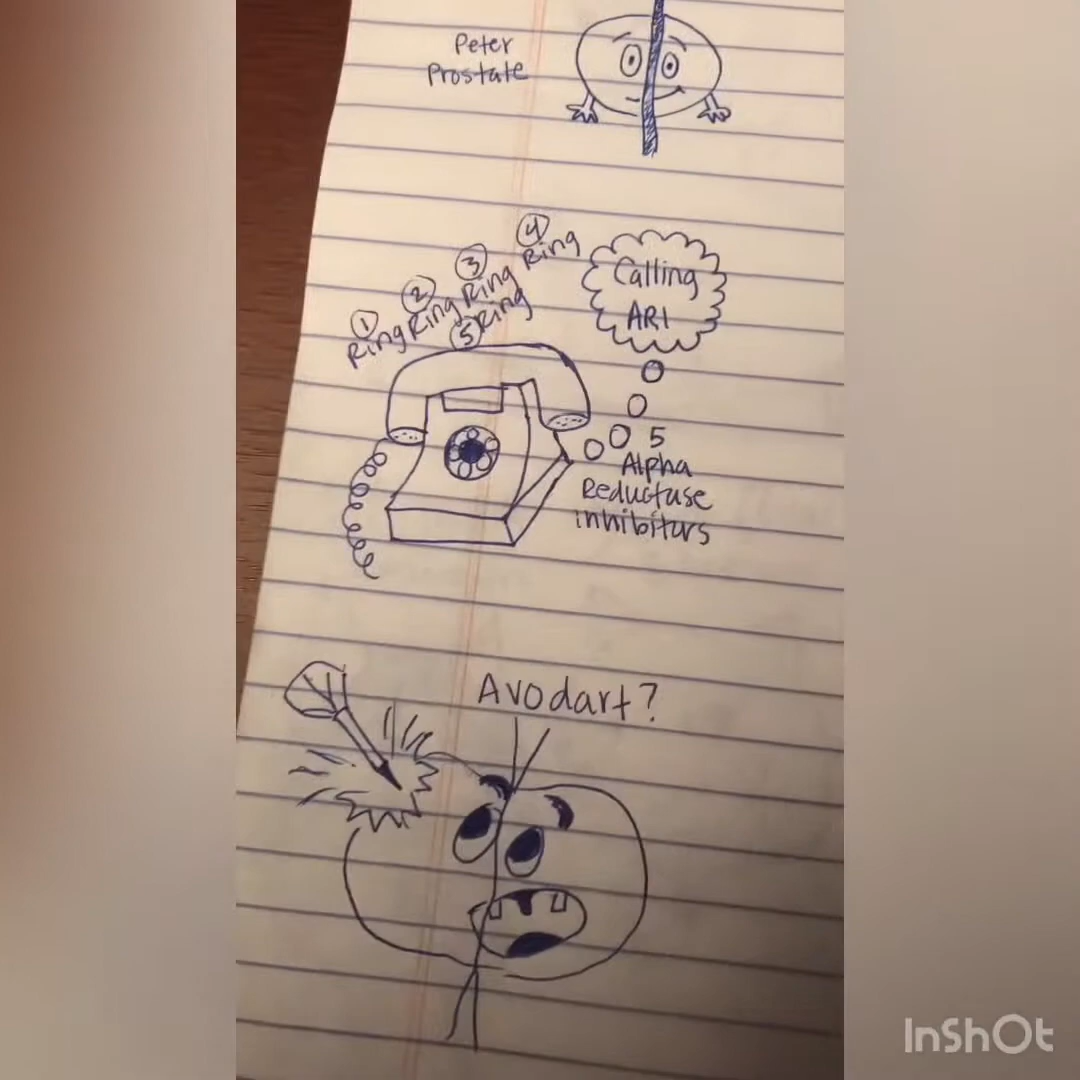 Peter
Prostate
① Ring ② Ring ③ Ring ④ Ring
⑤ Ring
Calling
ARI
5
Alpha
Reductase
inhibitors
Avodart?
InShOt